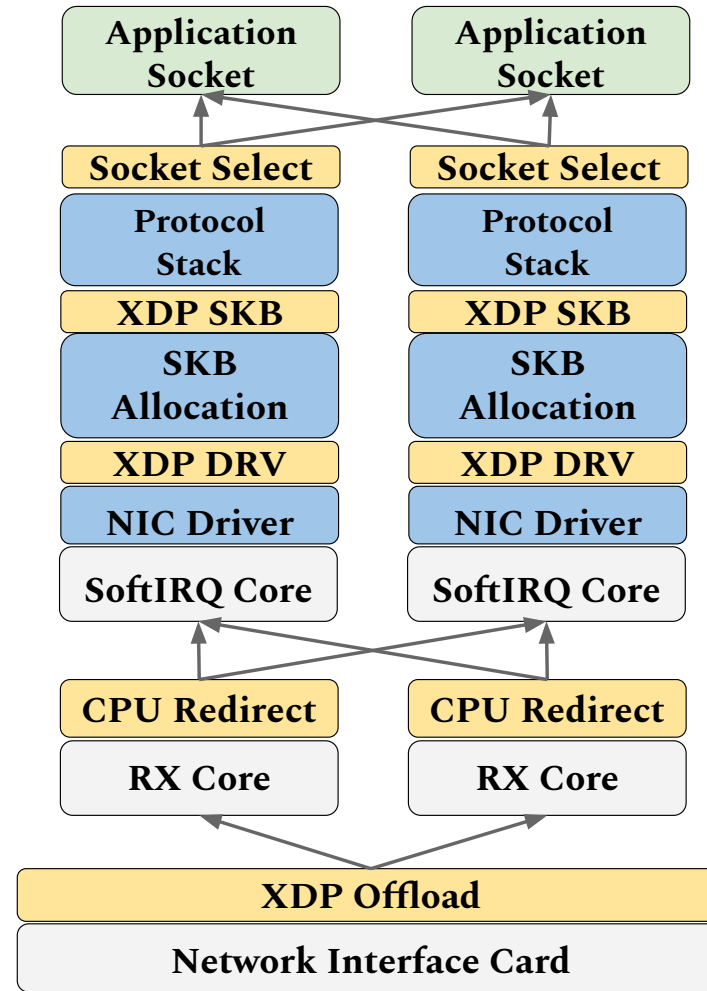 Application
Socket
Application
Socket
Socket Select
Socket Select
Protocol
Stack
Protocol
Stack
XDP SKB
XDP SKB
SKB
Allocation
SKB
Allocation
XDP DRV
XDP DRV
NIC Driver
NIC Driver
SoftIRQ Core
SoftIRQ Core
CPU Redirect
CPU Redirect
RX Core
RX Core
XDP Offload
Network Interface Card